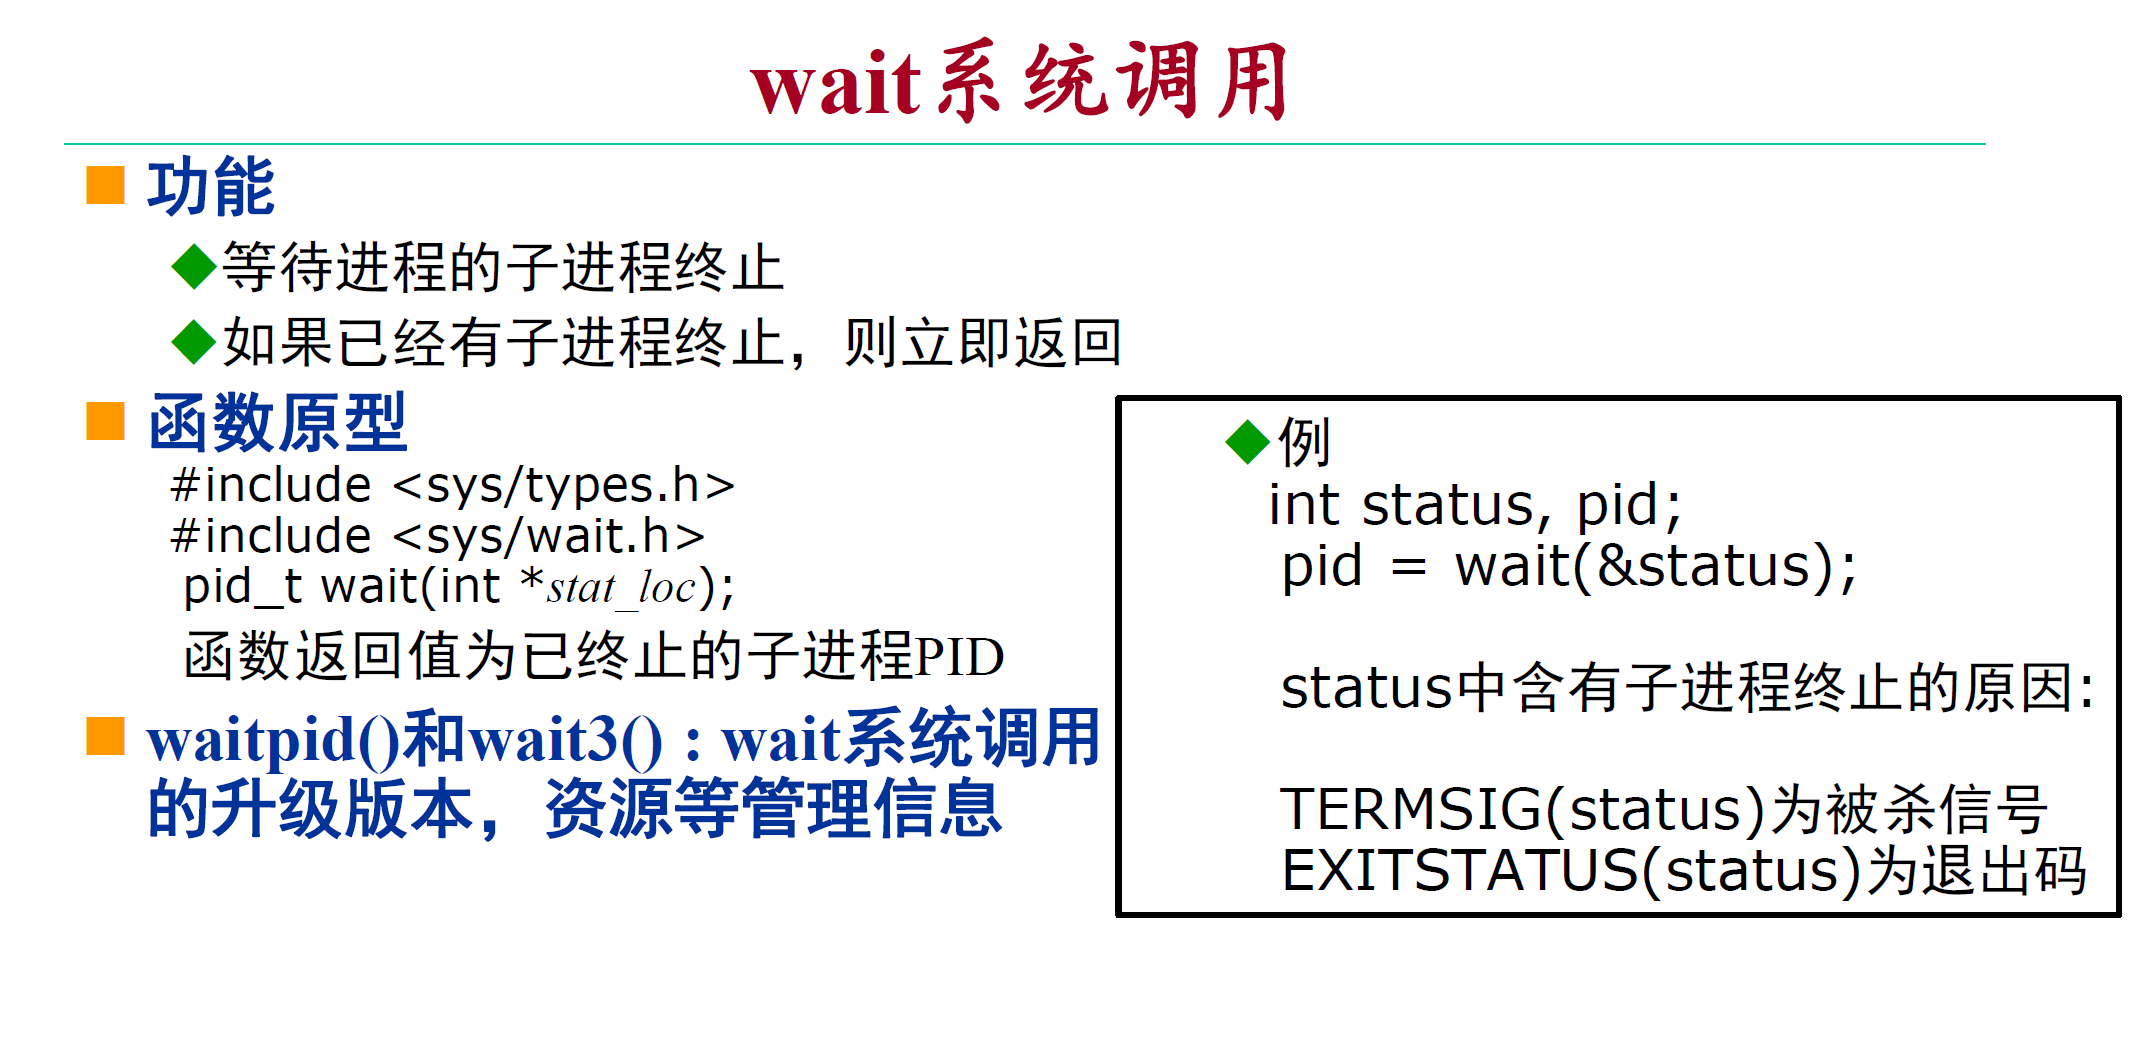 wait系统调用
功能
等待进程的子进程终止
如果已经有子进程终止，则立即返回
函数原型
#include <sys/types.h>
#include <sys/wait.h>
pid_t wait(int *stat_loc);
函数返回值为已终止的子进程PID
waitpid()和wait3()：wait系统调用
的升级版本，资源等管理信息
例
int status, pid;
pid = wait(&status);
status中含有子进程终止的原因:
TERMSIG(status)为被杀信号
EXITSTATUS(status)为退出码